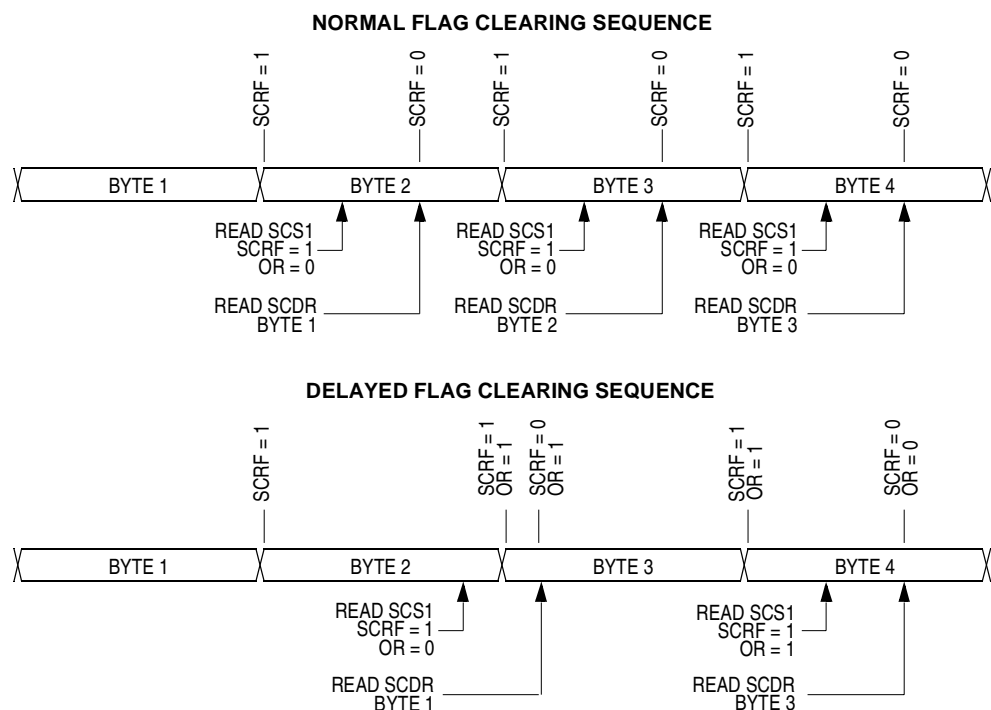 NORMAL FLAG CLEARING SEQUENCE
SCRF = 1
SCRF = 0
SCRF = 1
SCRF = 0
SCRF = 1
SCRF = 0
BYTE 1
BYTE 2
BYTE 3
BYTE 4
READ SCS1
SCRF = 1
OR = 0
READ SCDR
BYTE 1
READ SCS1
SCRF = 1
OR = 0
READ SCDR
BYTE 2
READ SCS1
SCRF = 1
OR = 0
READ SCDR
BYTE 3
DELAYED FLAG CLEARING SEQUENCE
SCRF = 1
SCRF = 1
OR = 1
SCRF = 0
OR = 1
SCRF = 1
OR = 1
SCRF = 0
OR = 0
BYTE 1
BYTE 2
BYTE 3
BYTE 4
READ SCS1
SCRF = 1
OR = 0
READ SCDR
BYTE 1
READ SCS1
SCRF = 1
OR = 1
READ SCDR
BYTE 3